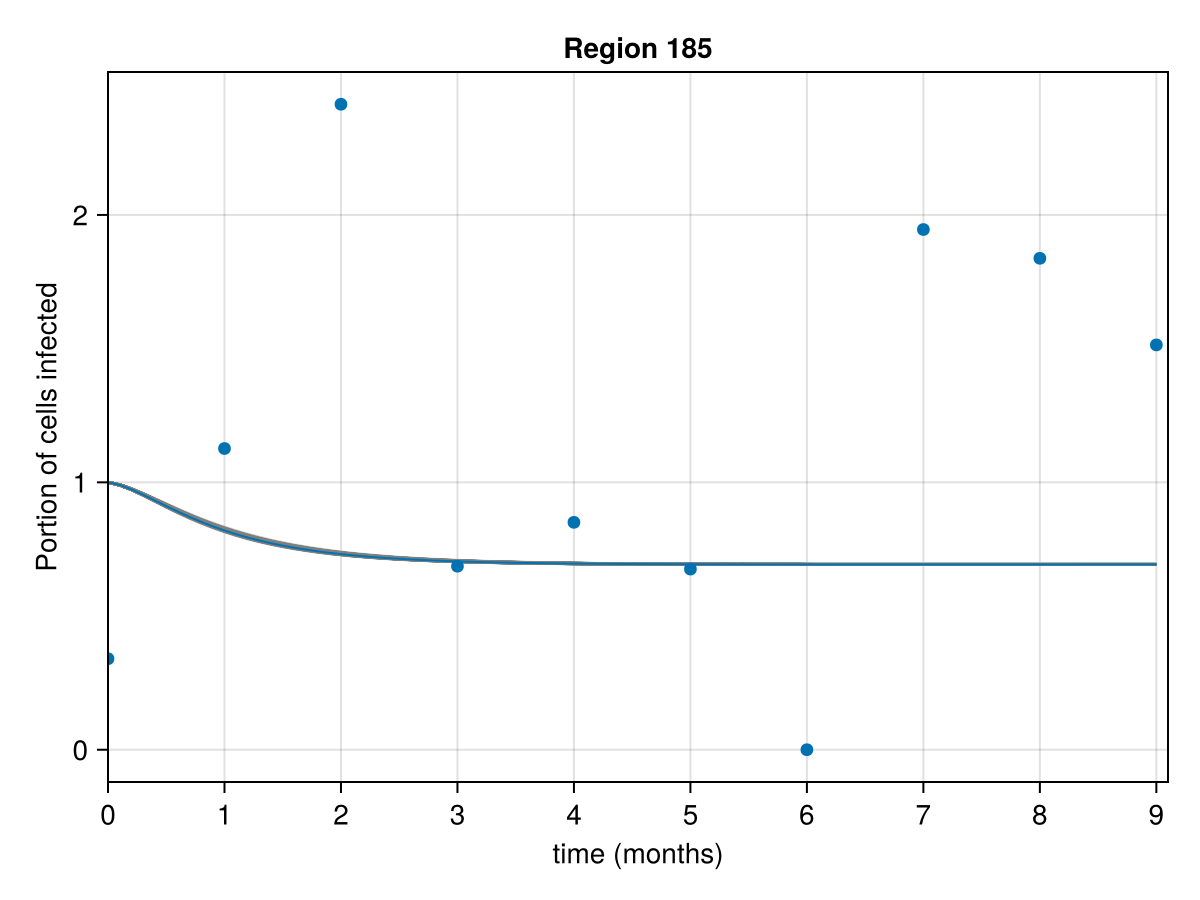 Region 185
Portion of cells infected
2
1
0
0 1 2 3 4 5 6 7 8 9
time (months)